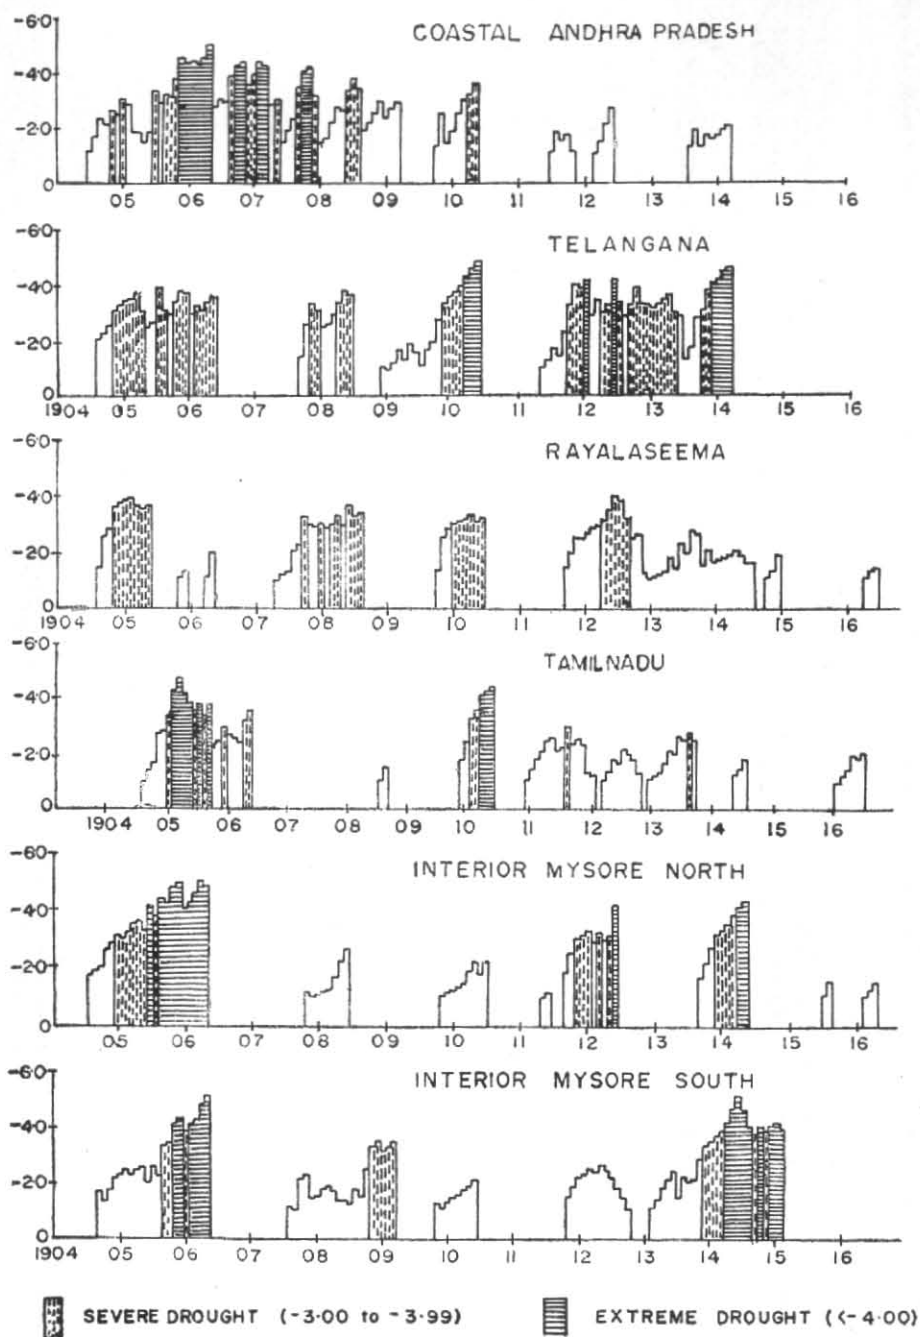 COASTAL ANDHRA PRADESH
-6·0
-4·0
-2·0
0
05 06 07 08 09 10 11 12 13 14 15 16
TELANGANA
-6·0
-4·0
-2·0
0
1904 05 06 07 08 09 10 11 12 13 14 15 16
RAYALASEEMA
-6·0
-4·0
-2·0
0
1904 05 06 07 08 09 10 11 12 13 14 15 16
TAMILNADU
-6·0
-4·0
-2·0
0
1904 05 06 07 08 09 10 11 12 13 14 15 16
INTERIOR MYSORE NORTH
-6·0
-4·0
-2·0
0
05 06 07 08 09 10 11 12 13 14 15 16
INTERIOR MYSORE SOUTH
-6·0
-4·0
-2·0
0
1904 05 06 07 08 09 10 11 12 13 14 15 16
SEVERE DROUGHT (-3·00 to -3·99) EXTREME DROUGHT (<-4·00)